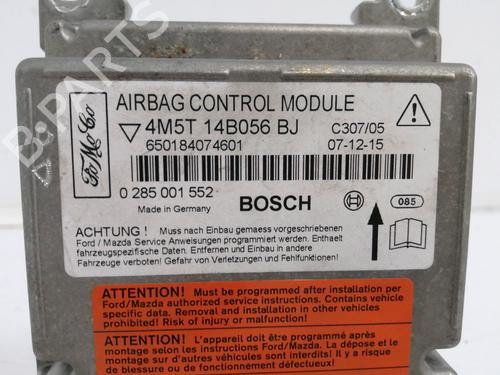 B-PARTS
AIRBAG CONTROL MODULE
4M5T 14B056 BJ
C307/05
650184074601
07-12-15
FoMoCo
0 285 001 552
BOSCH
085
Made in Germany
ACHTUNG ! Muss nach Einbau gemaess vorgeschriebenen
Ford / Mazda Service Anweisungen programmiert werden. Enthaelt
fahrzeugspezifische Daten. Entfernen und Einbau in andere
Fahrzeuge verboten! Gefahr von Verletzungen und Fehlfunktionen!
ATTENTION! Must be programmed after installation per
Ford/Mazda authorized service instructions. Contains vehicle
specific data. Removal and installation in other vehicles
prohibited! Risk of injury or malfunction!
ATTENTION! L'appareil doit être programmé après
montage selon les instructions Ford/Mazda. La dépose et le
montage sur d'autres véhicules sont interdits! Il y a risque
de blessure ou de fonctionnement